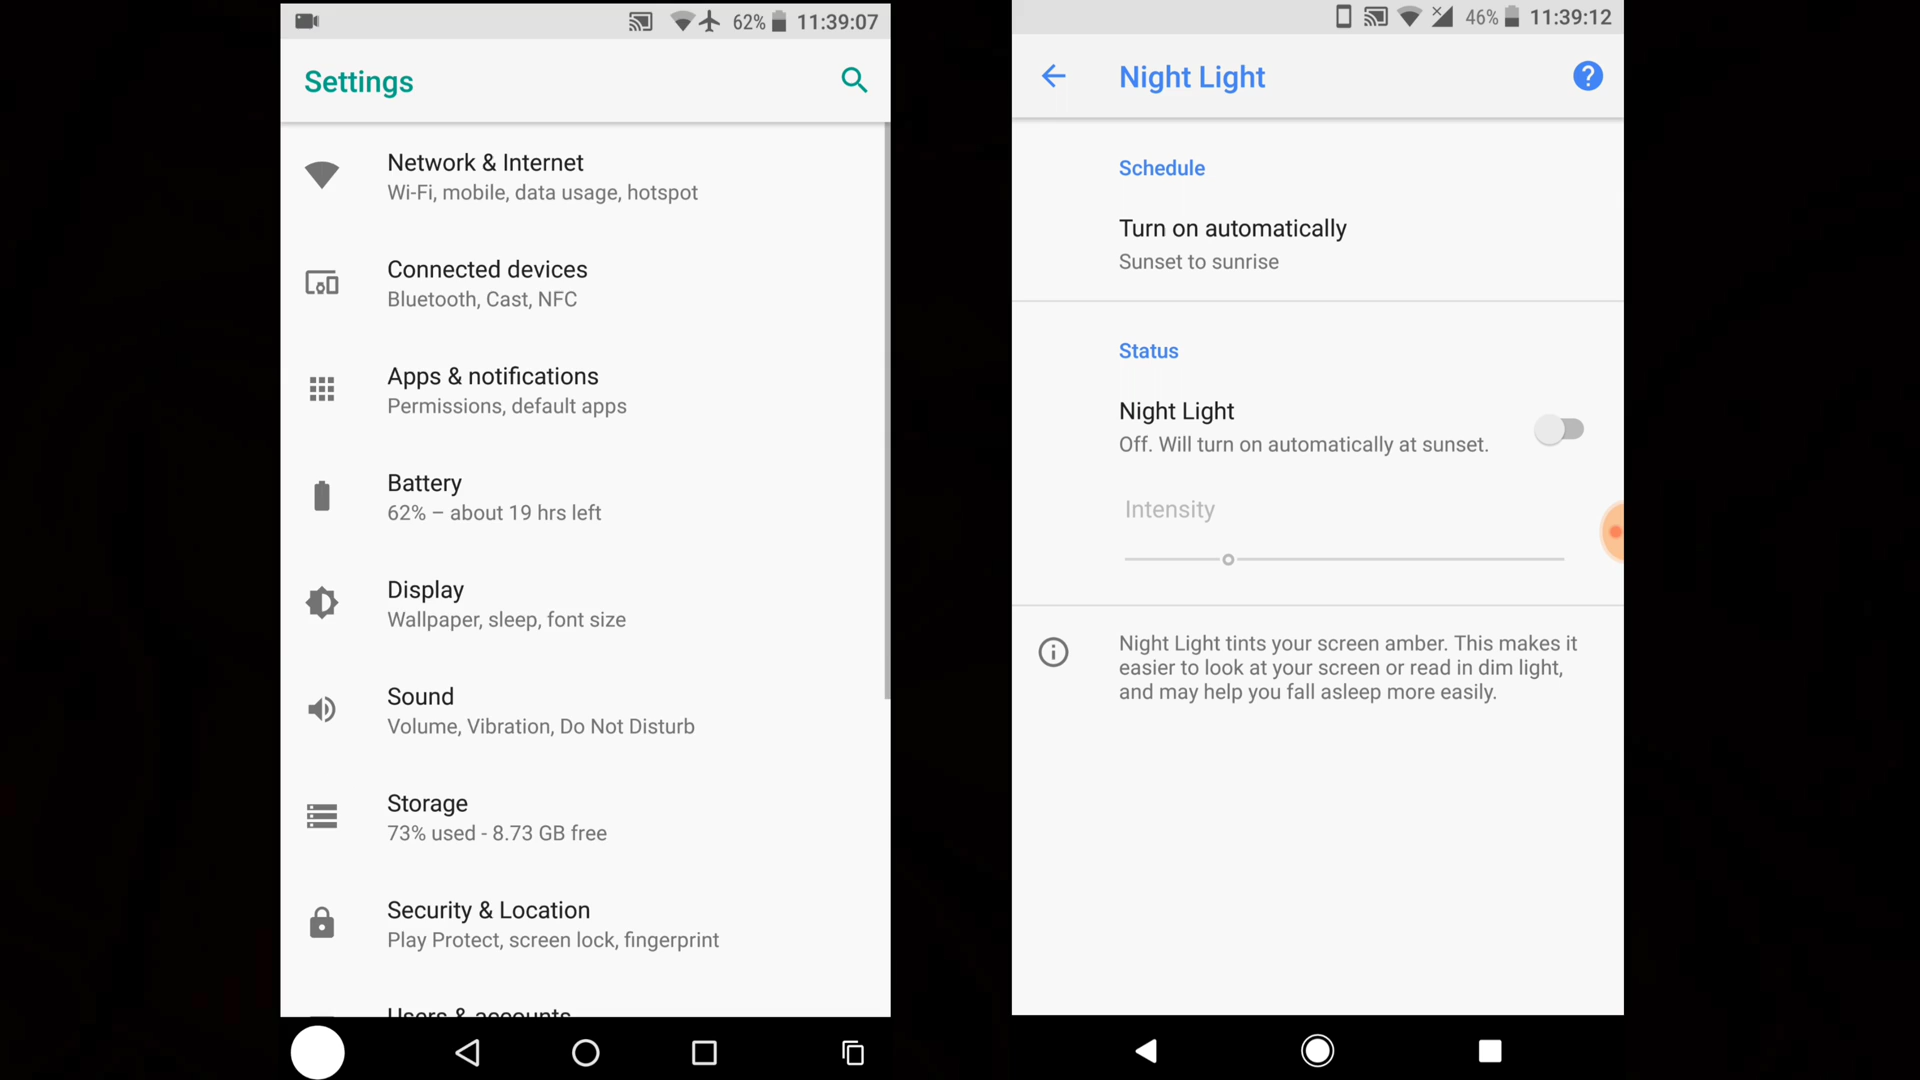 62% 11:39:07
Settings
Network & Internet
Wi-Fi, mobile, data usage, hotspot
Connected devices
Bluetooth, Cast, NFC
Apps & notifications
Permissions, default apps
Battery
62% – about 19 hrs left
Display
Wallpaper, sleep, font size
Sound
Volume, Vibration, Do Not Disturb
Storage
73% used - 8.73 GB free
Security & Location
Play Protect, screen lock, fingerprint
Users & accounts
46% 11:39:12
Night Light
Schedule
Turn on automatically
Sunset to sunrise
Status
Night Light
Off. Will turn on automatically at sunset.
Intensity
Night Light tints your screen amber. This makes it
easier to look at your screen or read in dim light,
and may help you fall asleep more easily.